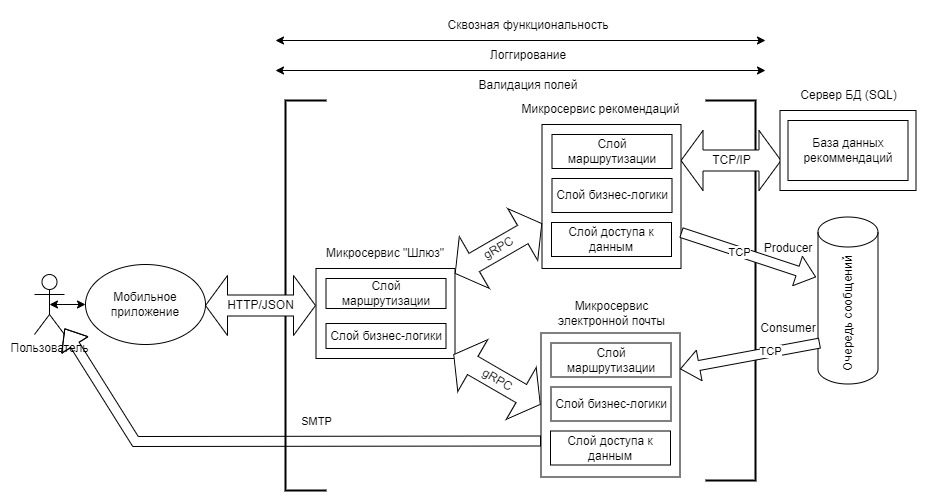 Сквозная функциональность
Логгирование
Валидация полей
Сервер БД (SQL)
База данных
рекоммендаций
Микросервис рекомендаций
Слой
маршрутизации
Слой бизнес-логики
Слой доступа к
данным
TCP/IP
TCP
Producer
Очередь сообщений
Consumer
TCP
Микросервис "Шлюз"
Слой
маршрутизации
Слой бизнес-логики
gRPC
gRPC
HTTP/JSON
Мобильное
приложение
Пользователь
Микросервис
электронной почты
Слой
маршрутизации
Слой бизнес-логики
Слой доступа к
данным
SMTP